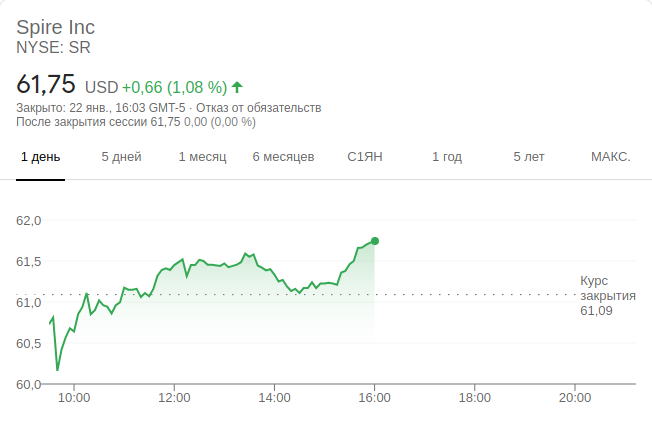 Spire Inc
NYSE: SR
61,75 USD +0,66 (1,08 %)
Закрыто: 22 янв., 16:03 GMT-5 · Отказ от обязательств
После закрытия сессии 61,75 0,00 (0,00 %)
1 день 5 дней 1 месяц 6 месяцев С1ЯН 1 год 5 лет МАКС.
62,0
61,5
61,0
60,5
60,0
Курс
закрытия
61,09
10:00 12:00 14:00 16:00 18:00 20:00